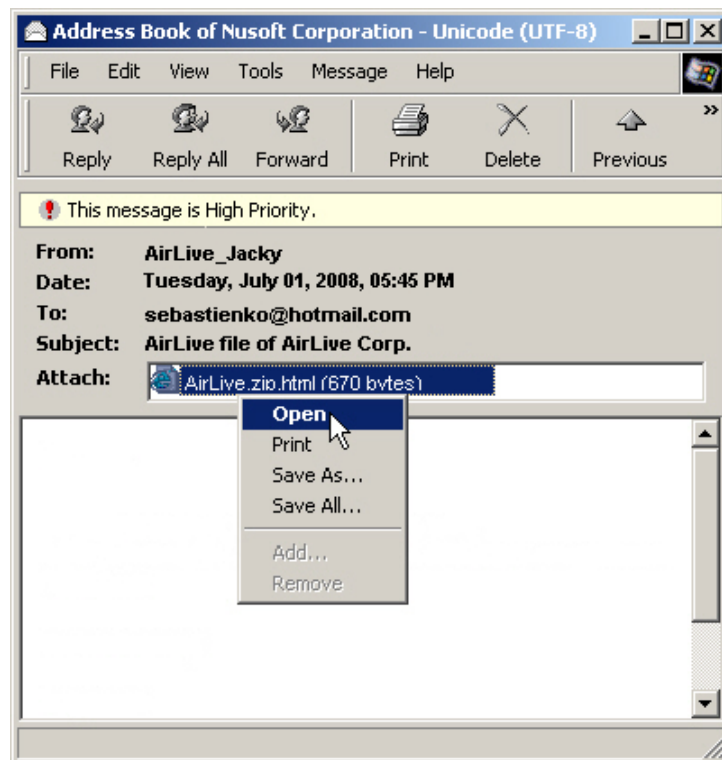 Address Book of Nusoft Corporation - Unicode (UTF-8)
File Edit View Tools Message Help
Reply Reply All Forward Print Delete Previous »
This message is High Priority.
From: AirLive_Jacky
Date: Tuesday, July 01, 2008, 05:45 PM
To: sebastienko@hotmail.com
Subject: AirLive file of AirLive Corp.
Attach: AirLive.zip.html (670 bytes)
Open
Print
Save As...
Save All...
Add...
Remove